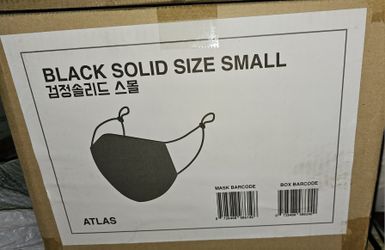 BLACK SOLID SIZE SMALL
검정솔리드 스몰
MASK BARCODE
BOX BARCODE
ATLAS